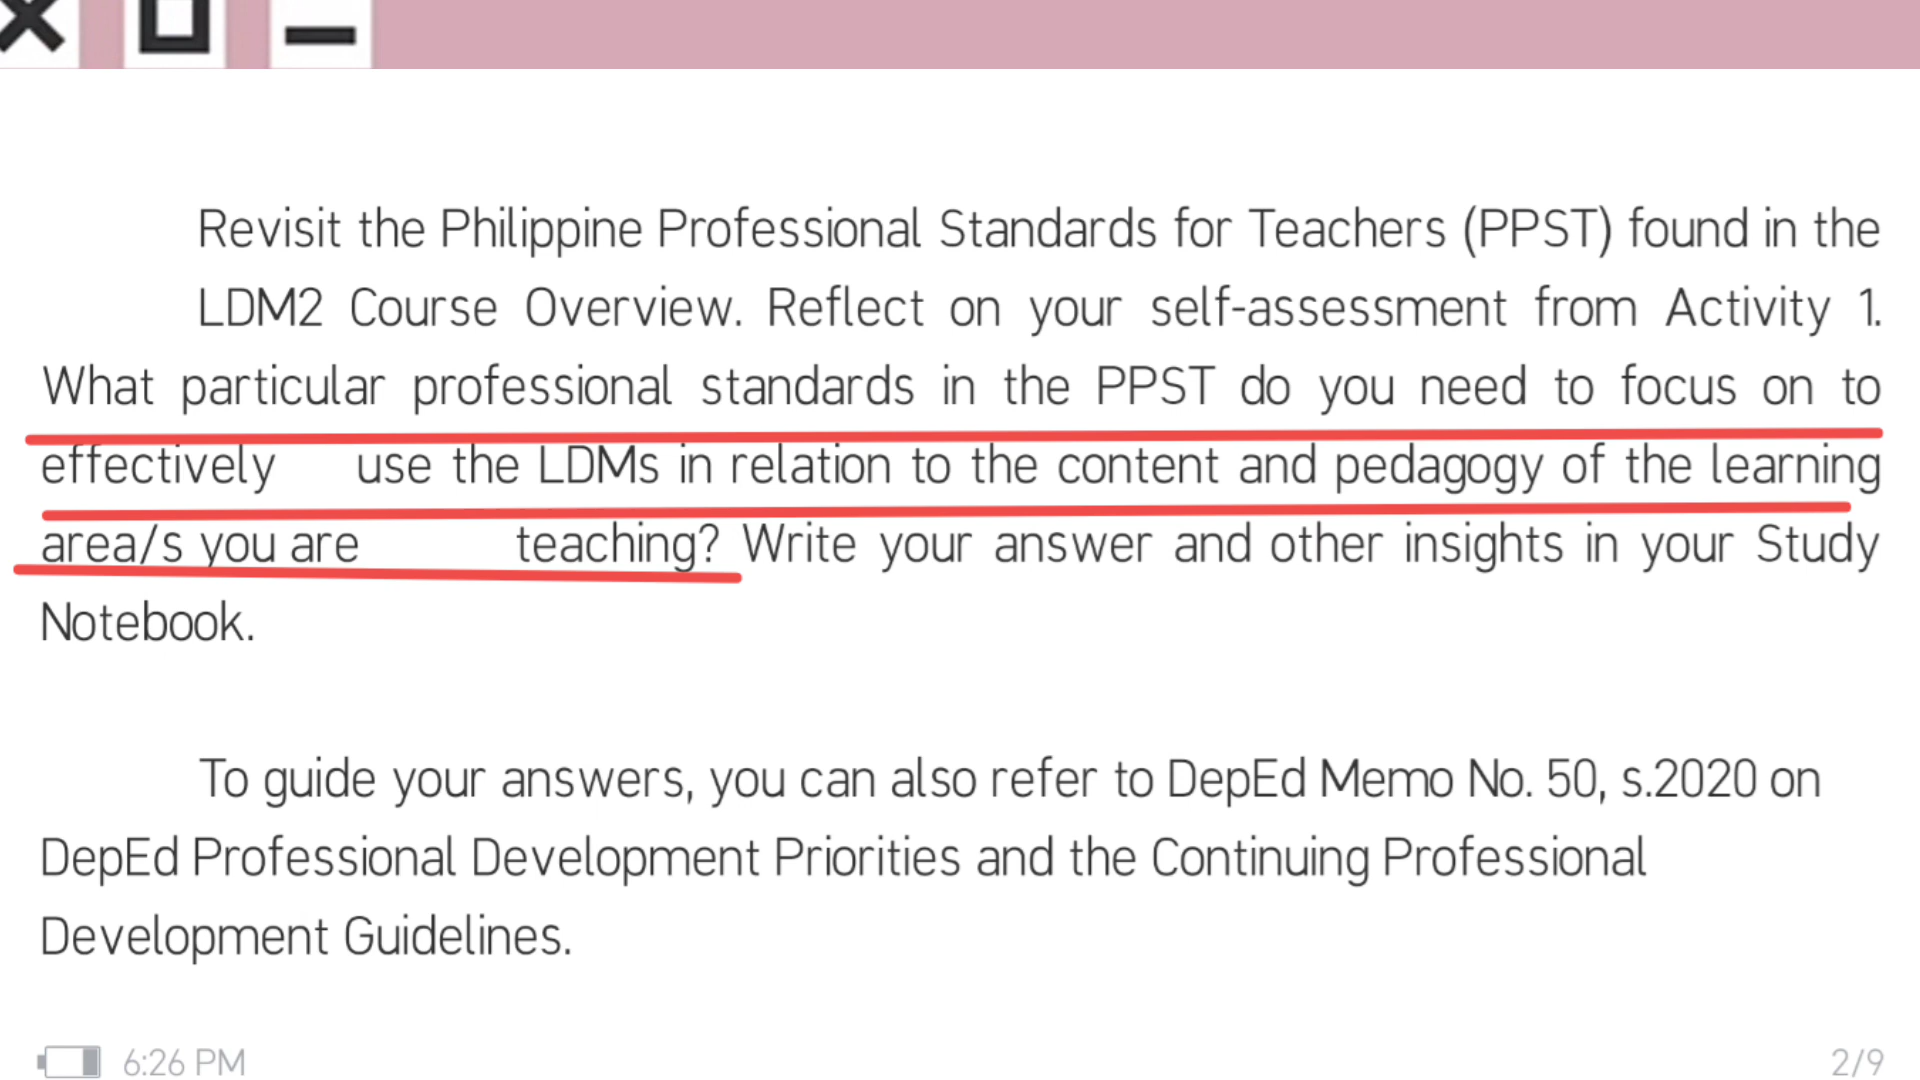 Revisit the Philippine Professional Standards for Teachers (PPST) found in the
LDM2 Course Overview. Reflect on your self-assessment from Activity 1.
What particular professional standards in the PPST do you need to focus on to
effectively use the LDMs in relation to the content and pedagogy of the learning
area/s you are teaching? Write your answer and other insights in your Study
Notebook.
To guide your answers, you can also refer to DepEd Memo No. 50, s.2020 on
DepEd Professional Development Priorities and the Continuing Professional
Development Guidelines.
6:26 PM
2/9